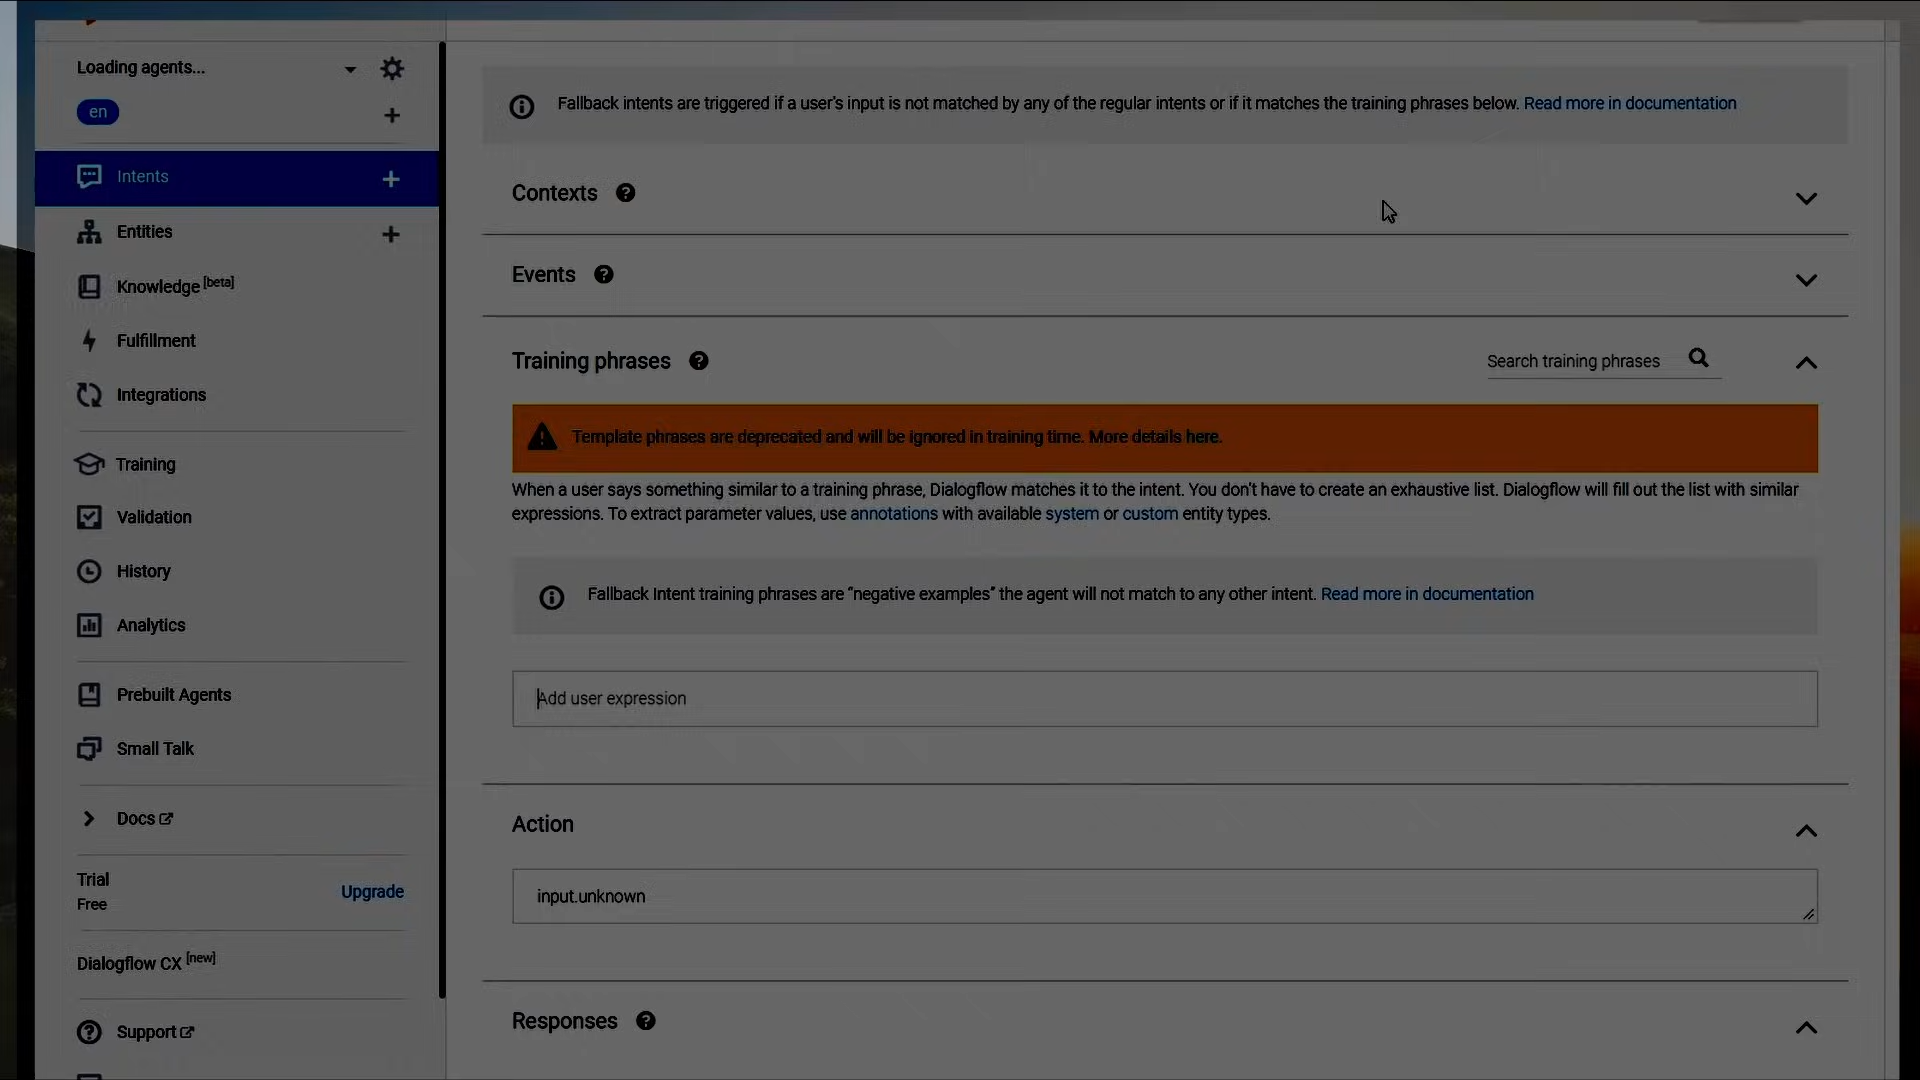 Loading agents...
en
Intents
Entities
Knowledge [beta]
Fulfillment
Integrations
Training
Validation
History
Analytics
Prebuilt Agents
Small Talk
Docs
Trial
Free
Upgrade
Dialogflow CX [new]
Support
Fallback intents are triggered if a user's input is not matched by any of the regular intents or if it matches the training phrases below. Read more in documentation
Contexts
Events
Training phrases
Search training phrases
Template phrases are deprecated and will be ignored in training time. More details here.
When a user says something similar to a training phrase, Dialogflow matches it to the intent. You don't have to create an exhaustive list. Dialogflow will fill out the list with similar
expressions. To extract parameter values, use annotations with available system or custom entity types.
Fallback Intent training phrases are “negative examples” the agent will not match to any other intent. Read more in documentation
Add user expression
Action
input.unknown
Responses